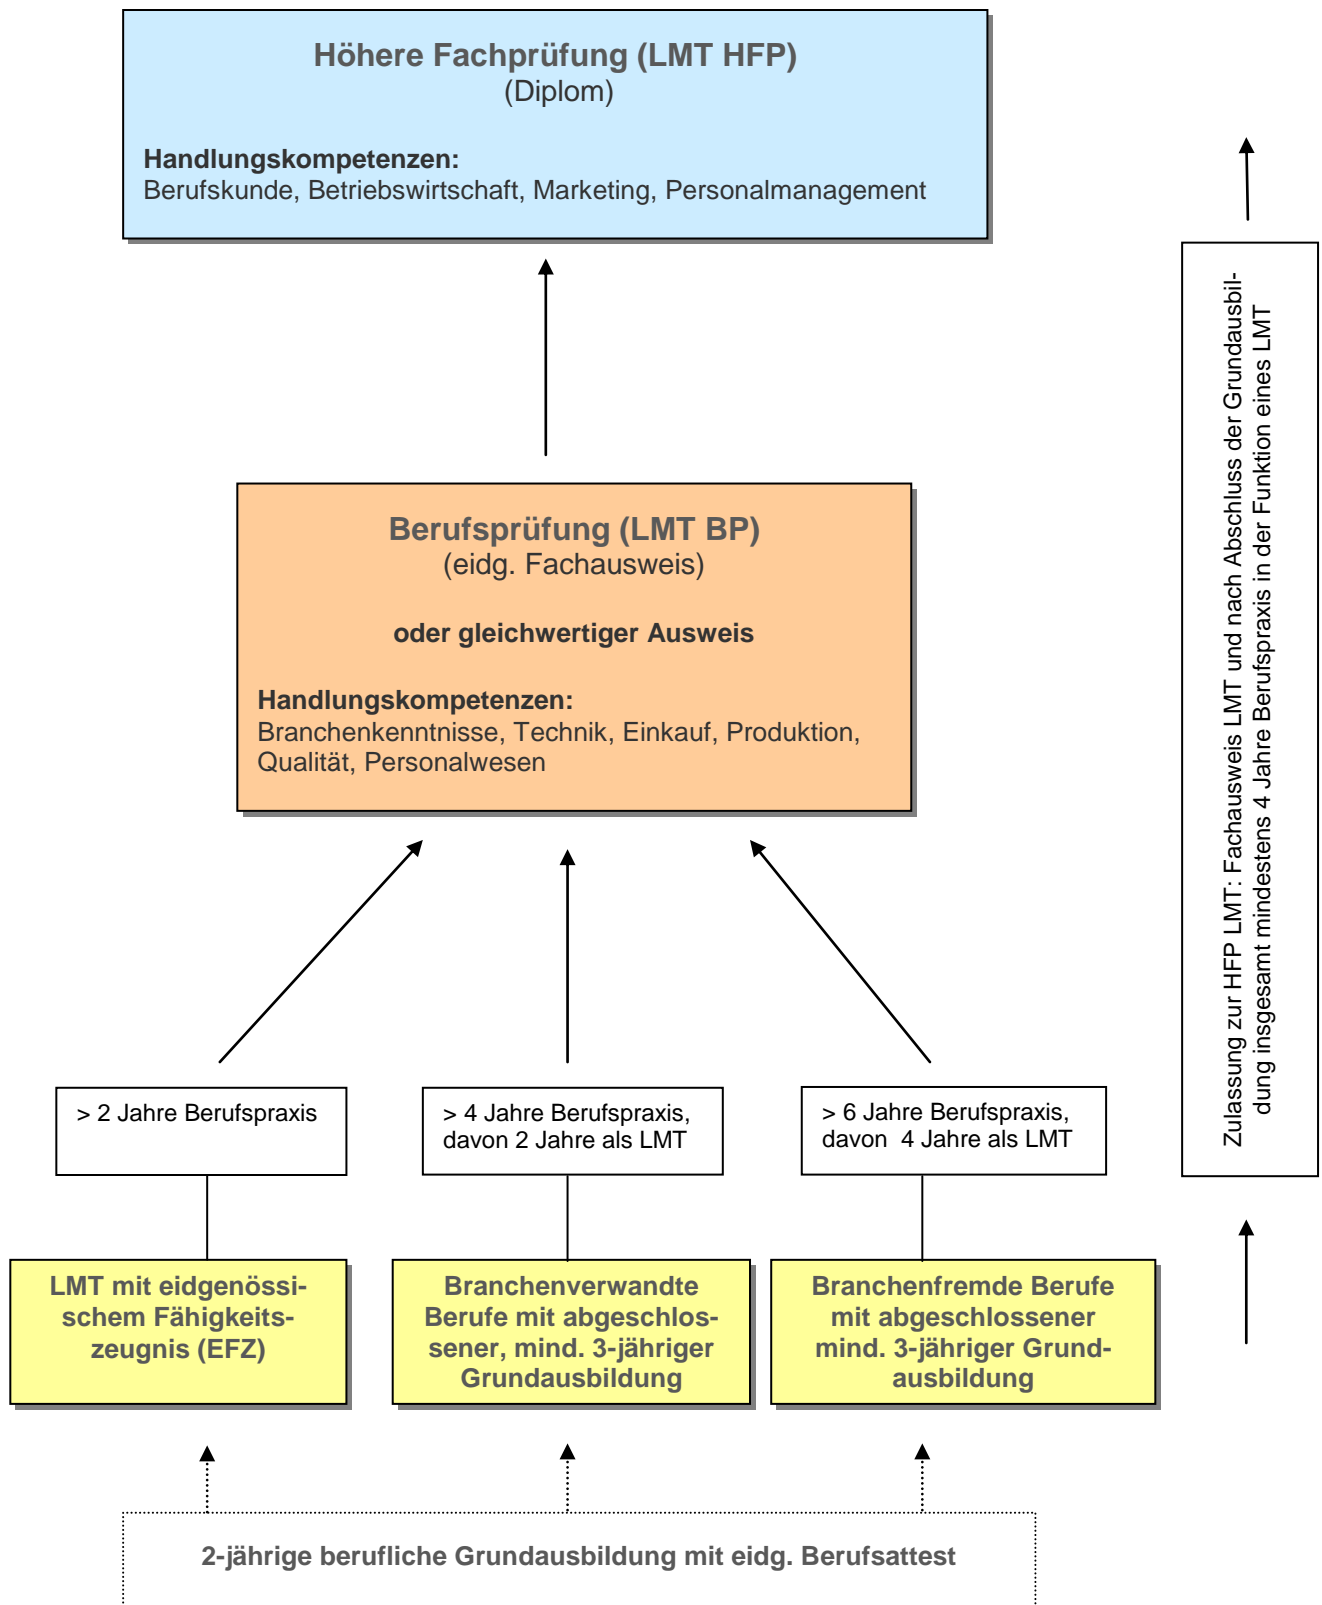 Höhere Fachprüfung (LMT HFP)
(Diplom)
Handlungskompetenzen:
Berufskunde, Betriebswirtschaft, Marketing, Personalmanagement
Zulassung zur HFP LMT: Fachausweis LMT und nach Abschluss der Grundausbil-
dung insgesamt mindestens 4 Jahre Berufspraxis in der Funktion eines LMT
Berufsprüfung (LMT BP)
(eidg. Fachausweis)
oder gleichwertiger Ausweis
Handlungskompetenzen:
Branchenkenntnisse, Technik, Einkauf, Produktion,
Qualität, Personalwesen
> 2 Jahre Berufspraxis
> 4 Jahre Berufspraxis,
davon 2 Jahre als LMT
> 6 Jahre Berufspraxis,
davon  4 Jahre als LMT
LMT mit eidgenössi-
schem Fähigkeits-
zeugnis (EFZ)
Branchenverwandte
Berufe mit abgeschlos-
sener, mind. 3-jähriger
Grundausbildung
Branchenfremde Berufe
mit abgeschlossener
mind. 3-jähriger Grund-
ausbildung
2-jährige berufliche Grundausbildung mit eidg. Berufsattest